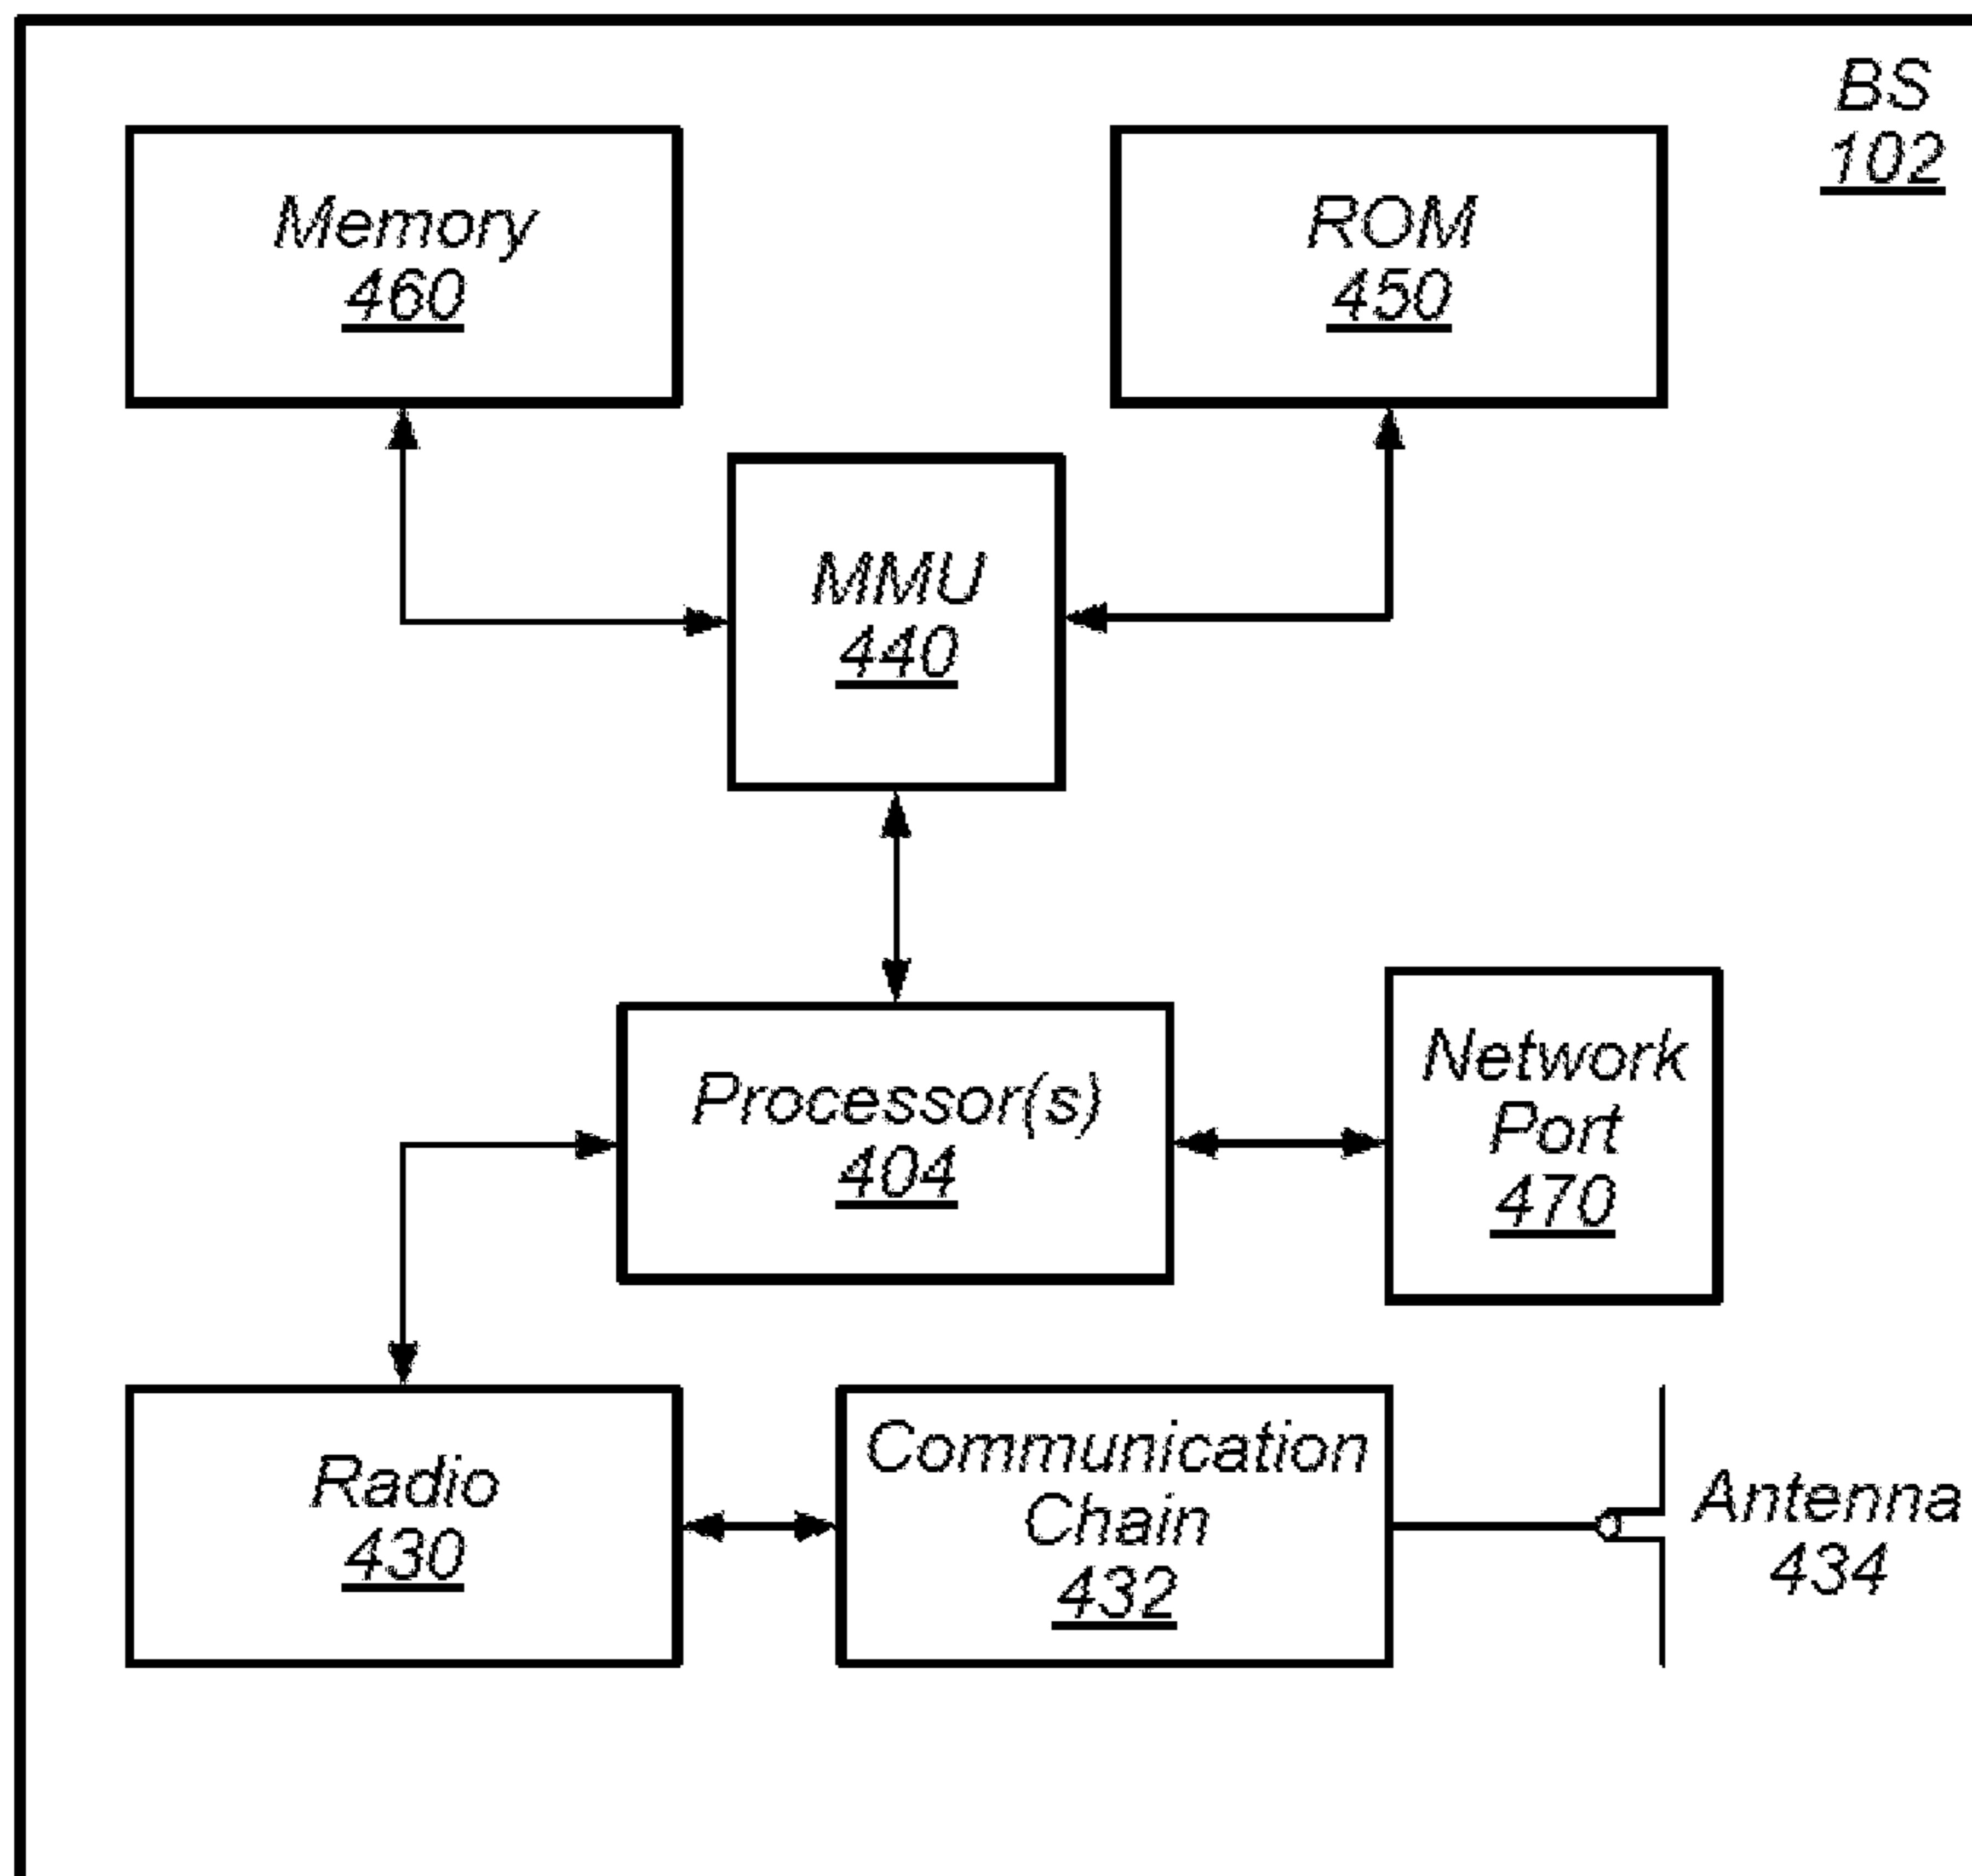 BS
102
Memory
460
ROM
450
MMU
440
Processor(s)
404
Network
Port
470
Radio
430
Communication
Chain
432
Antenna
434